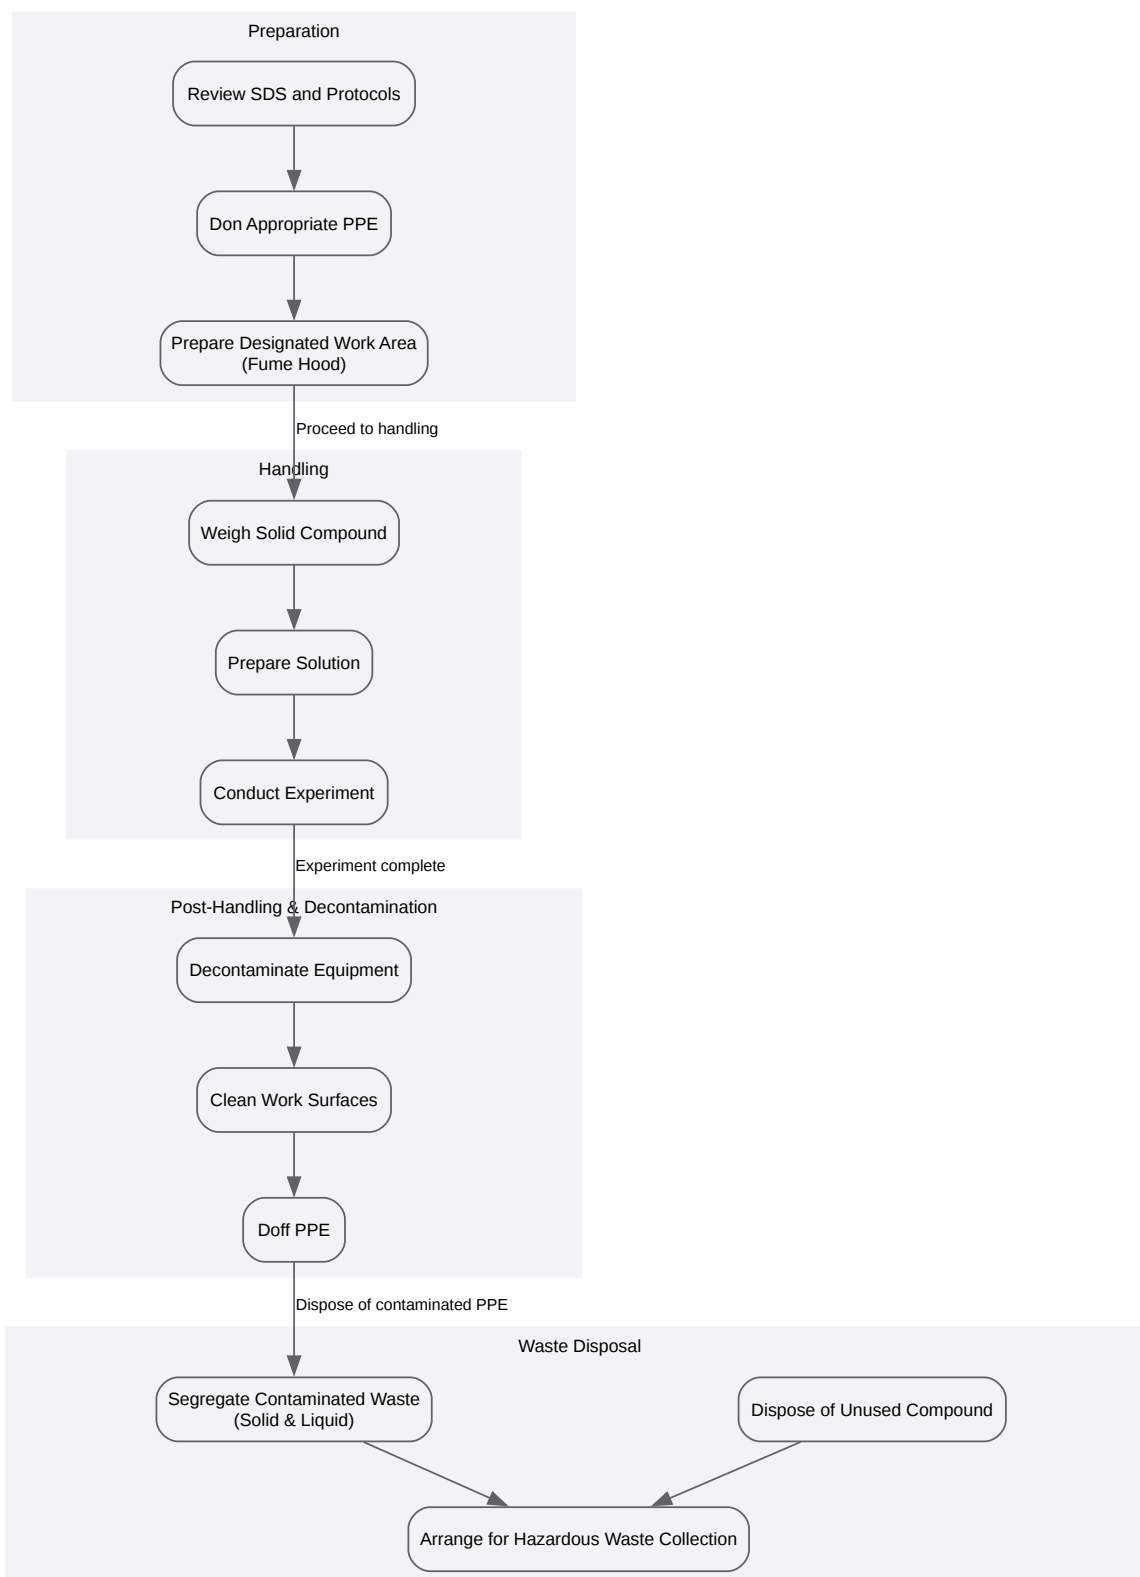 Preparation
Review SDS and Protocols
Don Appropriate PPE
Prepare Designated Work Area
(Fume Hood)
Proceed to handling
Handling
Weigh Solid Compound
Prepare Solution
Conduct Experiment
Experiment complete
Post-Handling & Decontamination
Decontaminate Equipment
Clean Work Surfaces
Doff PPE
Dispose of contaminated PPE
Waste Disposal
Segregate Contaminated Waste
(Solid & Liquid)
Dispose of Unused Compound
Arrange for Hazardous Waste Collection